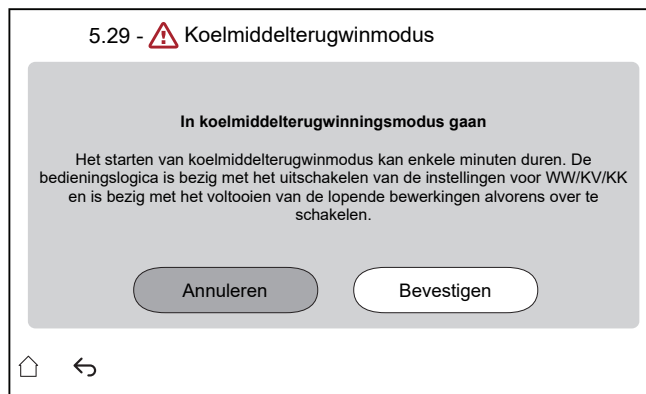 5.29 - Koelmiddelterugwinmodus
In koelmiddelterugwinningsmodus gaan
Het starten van koelmiddelterugwinmodus kan enkele minuten duren. De
bedieningslogica is bezig met het uitschakelen van de instellingen voor WW/KV/KK
en is bezig met het voltooien van de lopende bewerkingen alvorens over te
schakelen.
Annuleren
Bevestigen